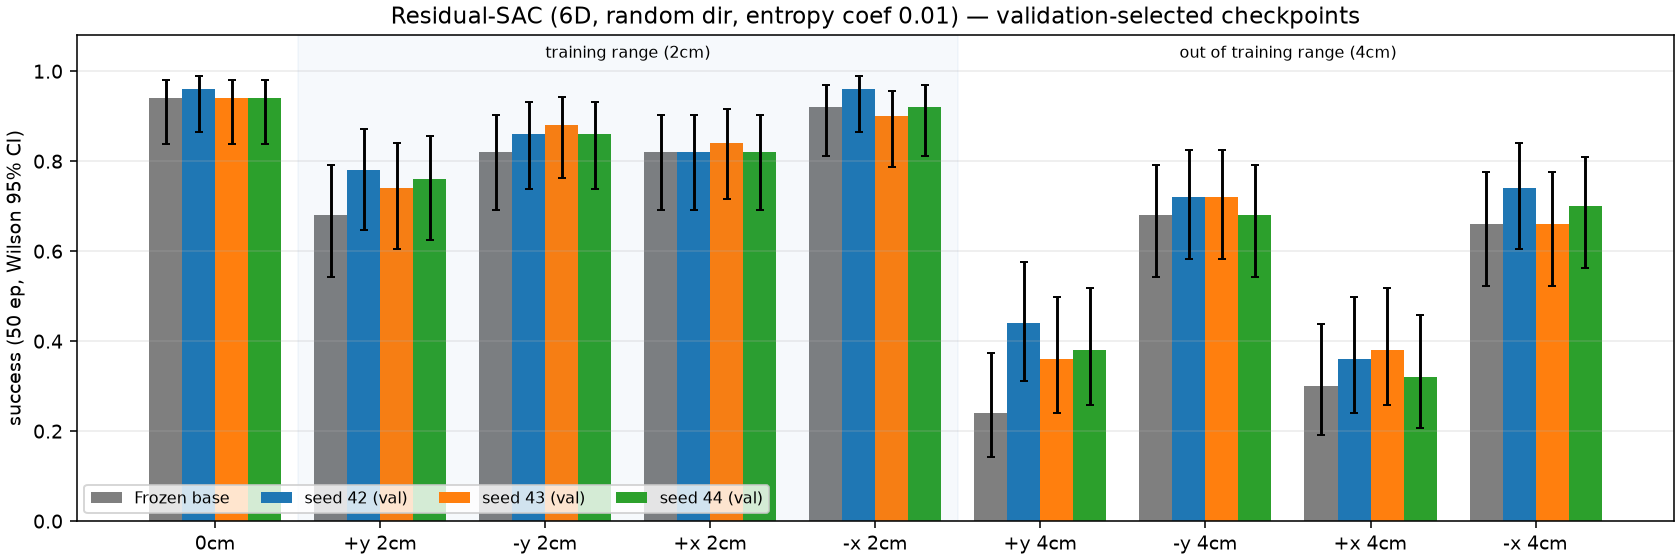 Residual-SAC (6D, random dir, entropy coef 0.01) — validation-selected checkpoints
training range (2cm)
out of training range (4cm)
success (50 ep, Wilson 95% CI)
1.0
0.8
0.6
0.4
0.2
0.0
Frozen base
seed 42 (val)
seed 43 (val)
seed 44 (val)
0cm
+y 2cm
-y 2cm
+x 2cm
-x 2cm
+y 4cm
-y 4cm
+x 4cm
-x 4cm